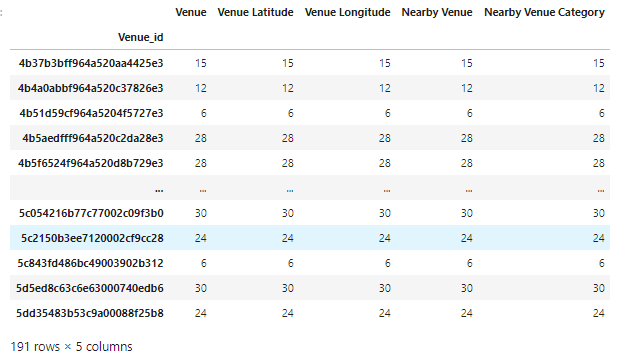 :
Venue Venue Latitude Venue Longitude Nearby Venue Nearby Venue Category
Venue_id
4b37b3bff964a520aa4425e3 15 15 15 15 15
4b4a0abbf964a520c37826e3 12 12 12 12 12
4b51d59cf964a5204f5727e3 6 6 6 6 6
4b5aedfff964a520c2da28e3 28 28 28 28 28
4b5f6524f964a520d8b729e3 28 28 28 28 28
... ... ... ... ... ...
5c054216b77c77002c09f3b0 30 30 30 30 30
5c2150b3ee7120002cf9cc28 24 24 24 24 24
5c843fd486bc49003902b312 6 6 6 6 6
5d5ed8c63c6e63000740edb6 30 30 30 30 30
5dd35483b53c9a00088f25b8 24 24 24 24 24
191 rows × 5 columns